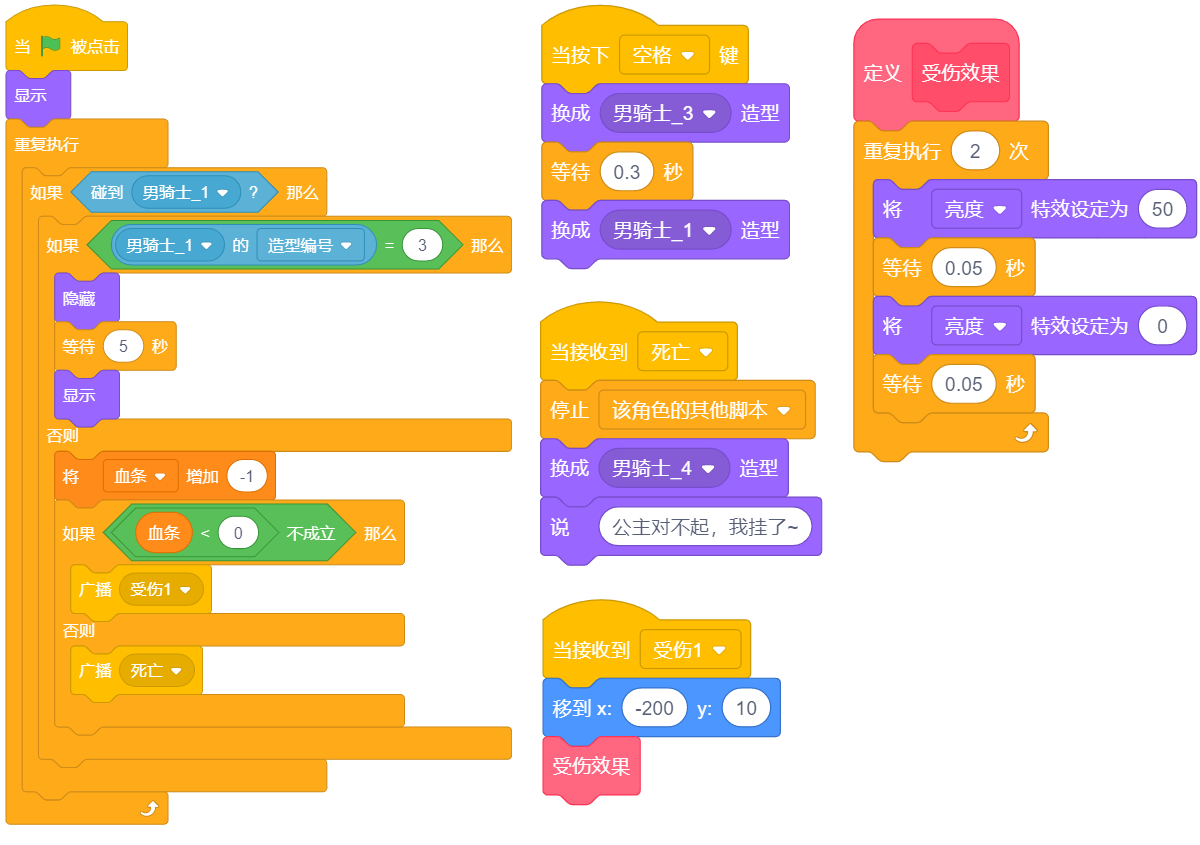 当 被点击
显示
重复执行
如果 碰到 男骑士_1 ? 那么
如果 男骑士_1 的 造型编号 = 3 那么
隐藏
等待 5 秒
显示
否则
将 血条 增加 -1
如果 血条 < 0 不成立 那么
广播 受伤1
否则
广播 死亡
当按下 空格 键
换成 男骑士_3 造型
等待 0.3 秒
换成 男骑士_1 造型
当接收到 死亡
停止 该角色的其他脚本
换成 男骑士_4 造型
说 公主对不起，我挂了~
当接收到 受伤1
移到 x: -200 y: 10
受伤效果
定义 受伤效果
重复执行 2 次
将 亮度 特效设定为 50
等待 0.05 秒
将 亮度 特效设定为 0
等待 0.05 秒